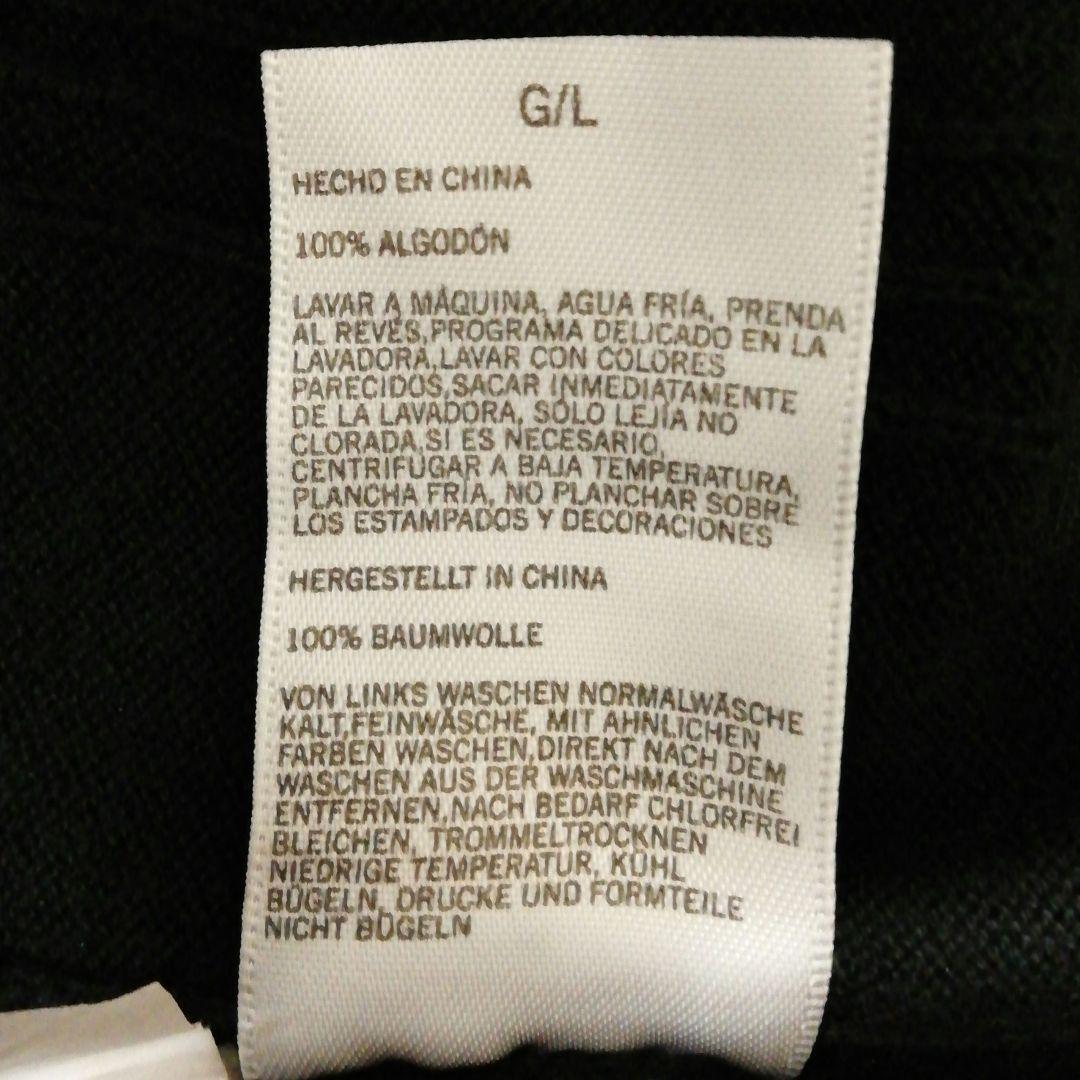 G/L
HECHO EN CHINA
100% ALGODÓN
LAVAR A MÁQUINA, AGUA FRÍA, PRENDA
AL REVÉS,PROGRAMA DELICADO EN LA
LAVADORA,LAVAR CON COLORES
PARECIDOS,SACAR INMEDIATAMENTE
DE LA LAVADORA, SÓLO LEJÍA NO
CLORADA,SI ES NECESARIO,
CENTRIFUGAR A BAJA TEMPERATURA,
PLANCHA FRÍA, NO PLANCHAR SOBRE
LOS ESTAMPADOS Y DECORACIONES
HERGESTELLT IN CHINA
100% BAUMWOLLE
VON LINKS WASCHEN NORMALWÄSCHE
KALT,FEINWÄSCHE, MIT ÄHNLICHEN
FARBEN WASCHEN,DIREKT NACH DEM
WASCHEN AUS DER WASCHMASCHINE
ENTFERNEN,NACH BEDARF CHLORFREI
BLEICHEN, TROMMELTROCKNEN
NIEDRIGE TEMPERATUR, KÜHL
BÜGELN, DRUCKE UND FORMTEILE
NICHT BÜGELN